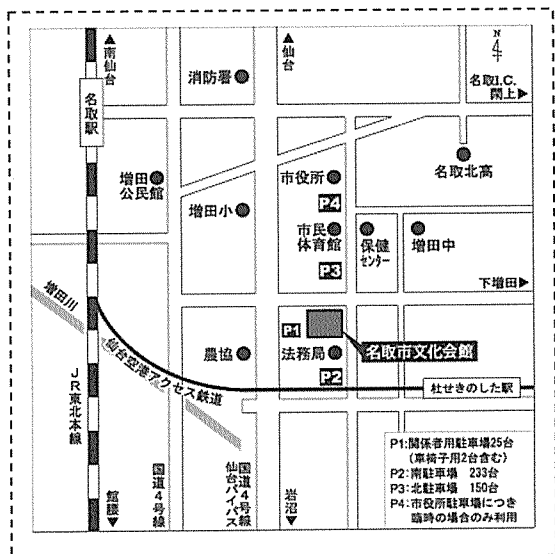 ▲南仙台
▲仙台
名取I.C.
閖上▶
消防署
名取駅
増田
公民館
増田小
市役所
P4
名取北高
市民
体育館
保健
センター
増田中
P3
下増田▶
増田川
仙台空港アクセス鉄道
P1
名取市文化会館
農協
法務局
P2
杜せきのした駅
JR東北本線
館腰▼
国道4号線
国道4号線
仙台バイパス
岩沼▼
P1:関係者用駐車場25台
(車椅子用2台含む)
P2:南駐車場 233台
P3:北駐車場 150台
P4:市役所駐車場につき
臨時の場合のみ利用